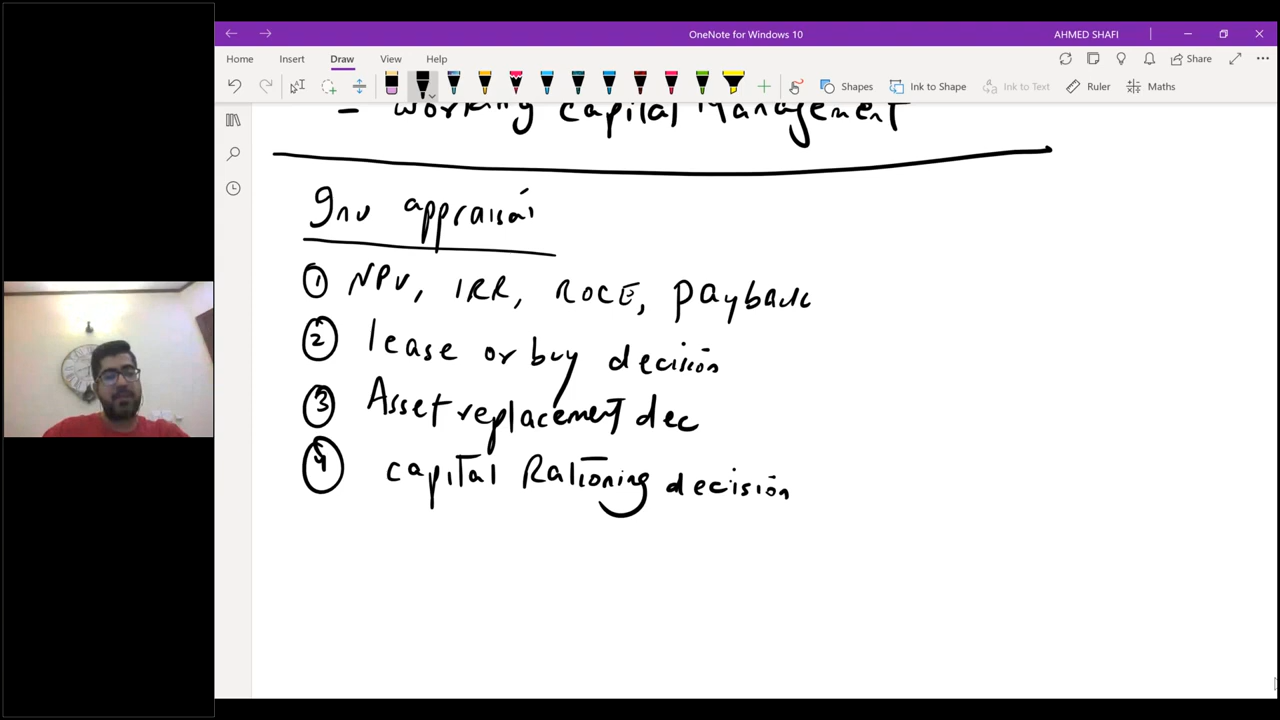 OneNote for Windows 10
AHMED SHAFI
Home Insert Draw View Help
Share
Shapes Ink to Shape Ink to Text Ruler Maths
= Working Capital Management
Inv appraisal
① NPV, IRR, ROCE, Payback
② lease or buy decision
③ Asset replacement dec
④ capital Rationing decision